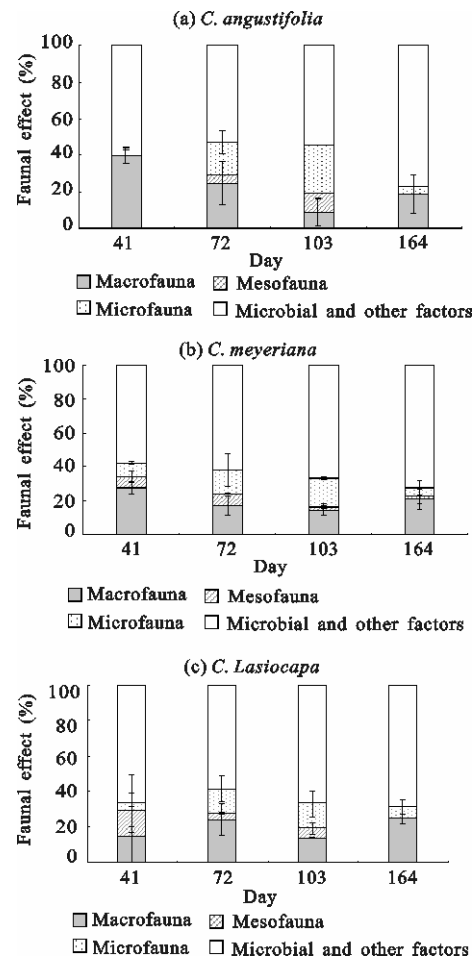 (a) C. angustifolia
Faunal effect (%)
100
80
60
40
20
0
41 72 103 164
Day
Macrofauna Mesofauna
Microfauna Microbial and other factors
(b) C. meyeriana
Faunal effect (%)
100
80
60
40
20
0
41 72 103 164
Day
Macrofauna Mesofauna
Microfauna Microbial and other factors
(c) C. Lasiocapa
Faunal effect (%)
100
80
60
40
20
0
41 72 103 164
Day
Macrofauna Mesofauna
Microfauna Microbial and other factors